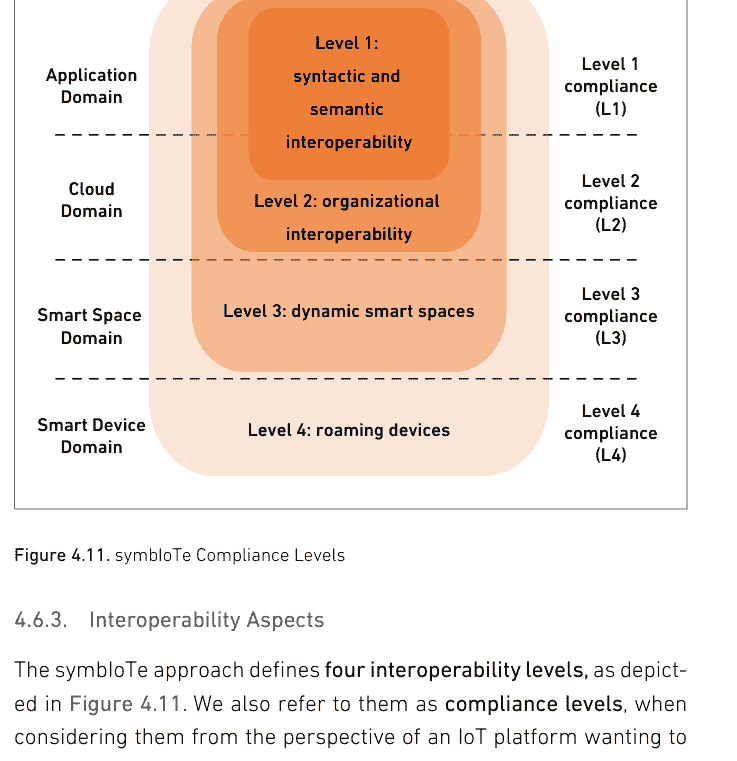 Application
Domain
Level 1:
syntactic and
semantic
interoperability
Level 1
compliance
(L1)
Cloud
Domain
Level 2: organizational
interoperability
Level 2
compliance
(L2)
Smart Space
Domain
Level 3: dynamic smart spaces
Level 3
compliance
(L3)
Smart Device
Domain
Level 4: roaming devices
Level 4
compliance
(L4)
Figure 4.11. symbIoTe Compliance Levels
4.6.3. Interoperability Aspects
The symbIoTe approach defines four interoperability levels, as depict-
ed in Figure 4.11. We also refer to them as compliance levels, when
considering them from the perspective of an IoT platform wanting to